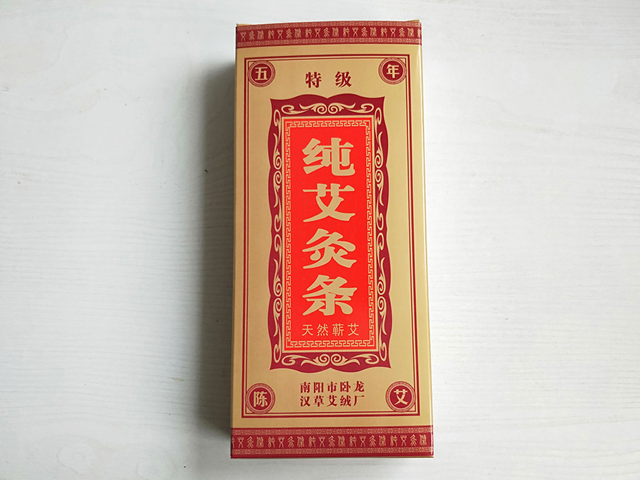 五 年
特级
纯艾灸条
天然蕲艾
南阳市卧龙
汉草艾绒厂
陈 艾